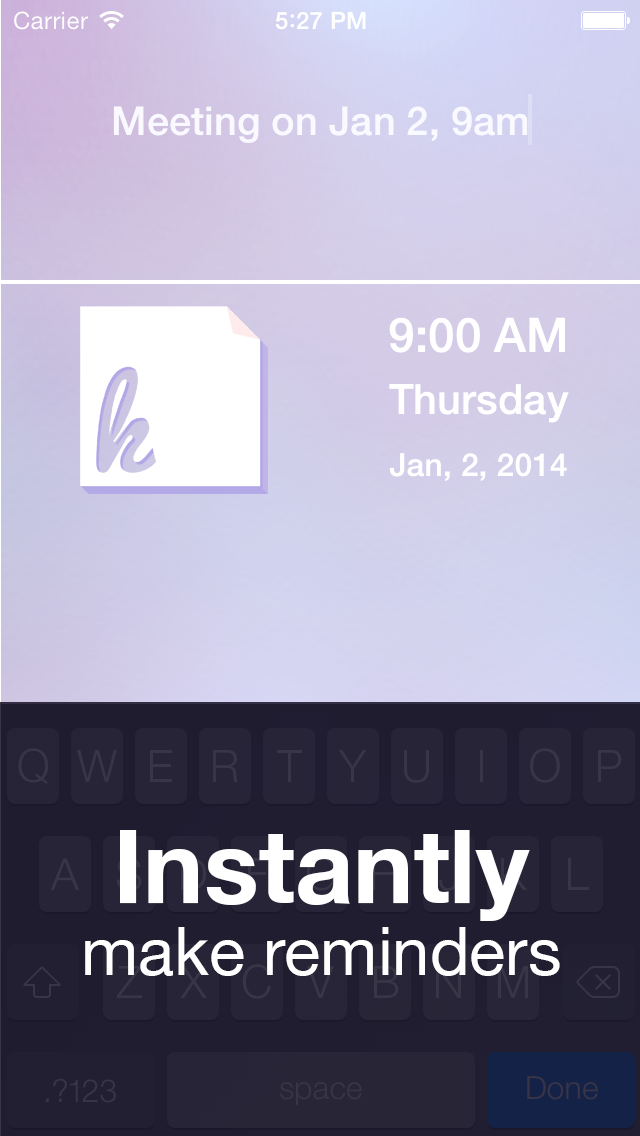 Carrier 5:27 PM
Meeting on Jan 2, 9am
k 9:00 AM
Thursday
Jan, 2, 2014
Q W E R T Y U I O P
A S L
Instantly
make reminders
Z X C V B N M
.?123 space Done